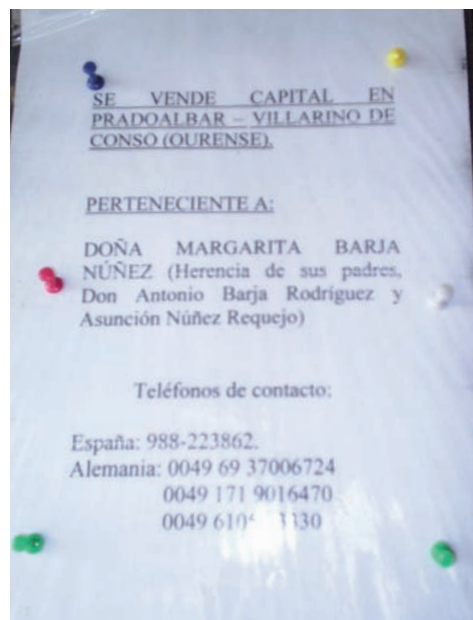 SE VENDE CAPITAL EN
PRADOALBAR – VILLARINO DE
CONSO (OURENSE).
PERTENECIENTE A:
DOÑA MARGARITA BARJA
NÚÑEZ (Herencia de sus padres,
Don Antonio Barja Rodríguez y
Asunción Núñez Requejo)
Teléfonos de contacto:
España: 988-223862.
Alemania: 0049 69 37006724
0049 171 9016470
0049